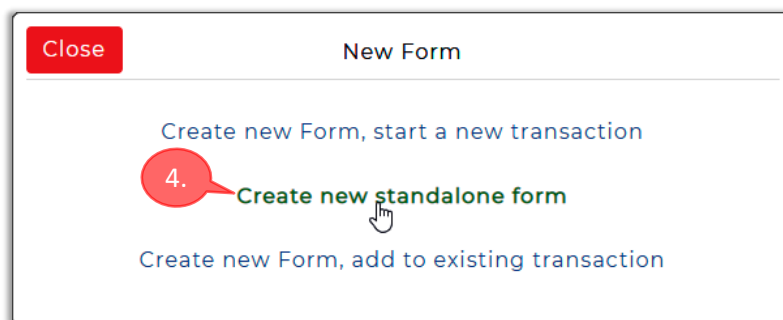 Close
New Form
Create new Form, start a new transaction
4.
Create new standalone form
Create new Form, add to existing transaction